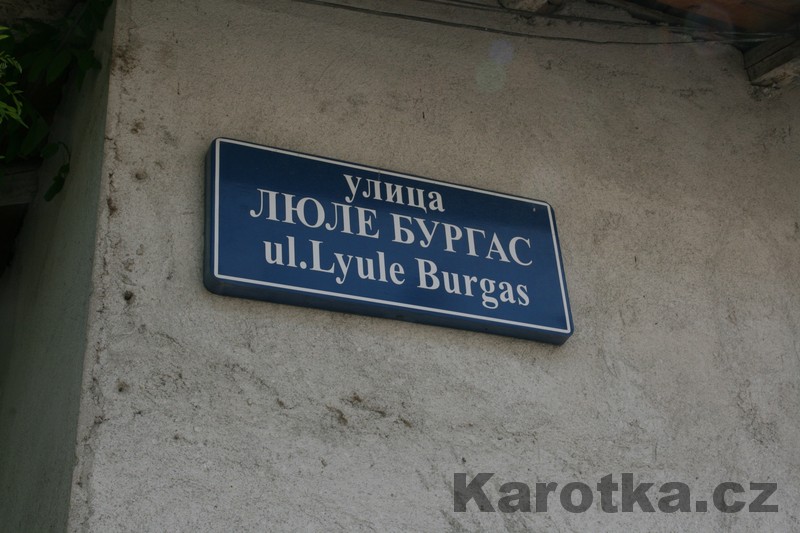 улица
ЛЮЛЕ БУРГАС
ul.Lyule Burgas
Karotka.cz